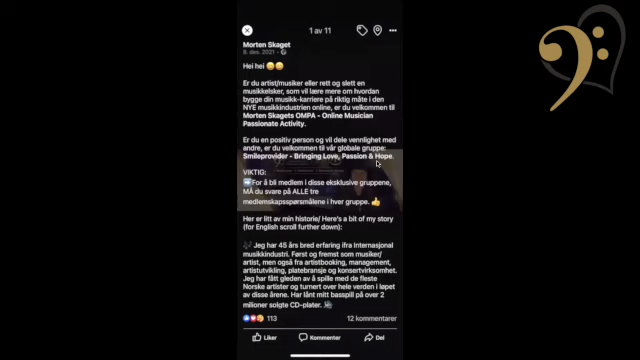 1 av 11
Morten Skaget
8. des. 2021 ·
Hei hei 😄😄
Er du artist/musiker eller rett og slett en
musikkelsker, som vil lære mere om hvordan
bygge din musikk-karriere på riktig måte i den
NYE musikkindustrien online, er du velkommen til
Morten Skagets OMPA - Online Musician
Passionate Activity.
Er du en positiv person og vil dele vennlighet med
andre, er du velkommen til vår globale gruppe:
Smileprovider - Bringing Love, Passion & Hope.
VIKTIG:
➡️For å bli medlem i disse eksklusive gruppene,
MÅ du svare på ALLE tre
medlemskapsspørsmålene i hver gruppe. 👍
Her er litt av min historie/ Here's a bit of my story
(for English scroll further down):
🎶 Jeg har 45 års bred erfaring ifra Internasjonal
musikkindustri. Først og fremst som musiker/
artist, men også fra artistbooking, management,
artistutvikling, platebransje og konsertvirksomhet.
Jeg har fått gleden av å spille med de fleste
Norske artister og turnert over hele verden i løpet
av disse årene. Har lånt mitt basspill på over 2
millioner solgte CD-plater.
113
12 kommentarer
Liker
Kommenter
Del